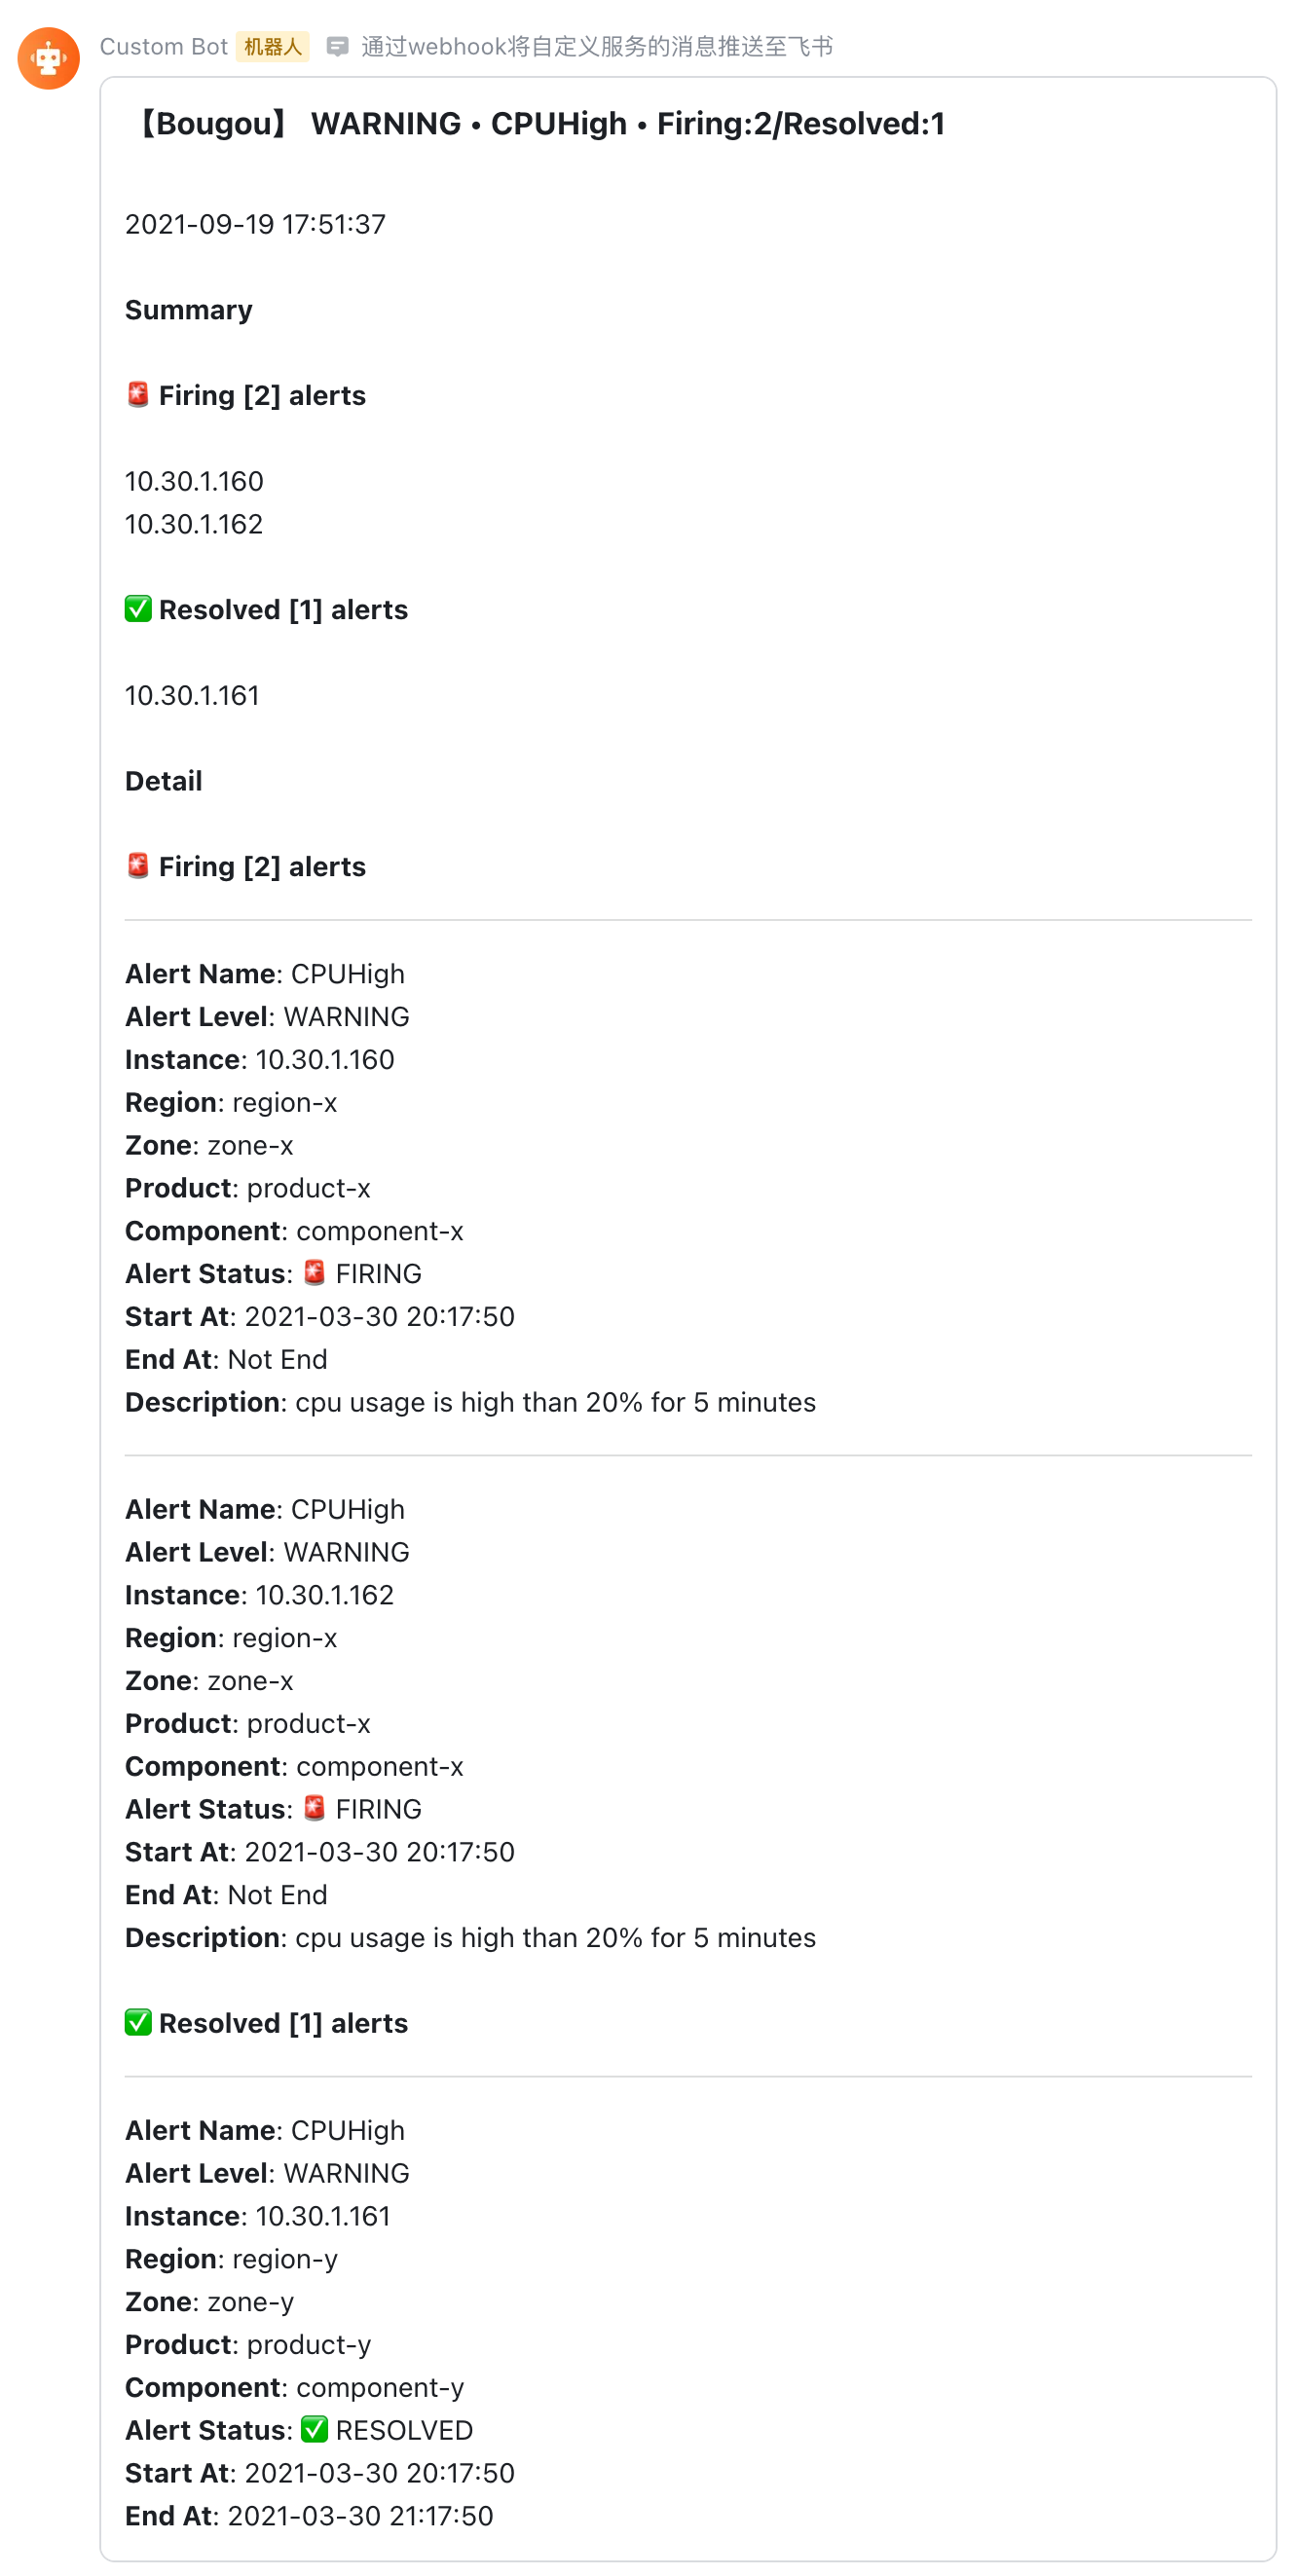 Custom Bot 机器人 通过webhook将自定义服务的消息推送至飞书
【Bougou】 WARNING • CPUHigh • Firing:2/Resolved:1
2021-09-19 17:51:37
Summary
🚨 Firing [2] alerts
10.30.1.160
10.30.1.162
✅ Resolved [1] alerts
10.30.1.161
Detail
🚨 Firing [2] alerts
Alert Name: CPUHigh
Alert Level: WARNING
Instance: 10.30.1.160
Region: region-x
Zone: zone-x
Product: product-x
Component: component-x
Alert Status: 🚨 FIRING
Start At: 2021-03-30 20:17:50
End At: Not End
Description: cpu usage is high than 20% for 5 minutes
Alert Name: CPUHigh
Alert Level: WARNING
Instance: 10.30.1.162
Region: region-x
Zone: zone-x
Product: product-x
Component: component-x
Alert Status: 🚨 FIRING
Start At: 2021-03-30 20:17:50
End At: Not End
Description: cpu usage is high than 20% for 5 minutes
✅ Resolved [1] alerts
Alert Name: CPUHigh
Alert Level: WARNING
Instance: 10.30.1.161
Region: region-y
Zone: zone-y
Product: product-y
Component: component-y
Alert Status: ✅ RESOLVED
Start At: 2021-03-30 20:17:50
End At: 2021-03-30 21:17:50